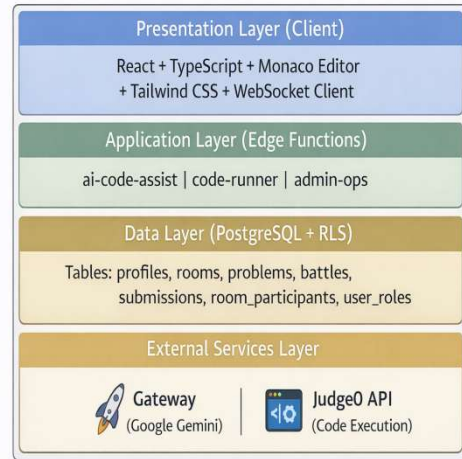 Presentation Layer (Client)
React + TypeScript + Monaco Editor
+ Tailwind CSS + WebSocket Client
Application Layer (Edge Functions)
ai-code-assist | code-runner | admin-ops
Data Layer (PostgreSQL + RLS)
Tables: profiles, rooms, problems, battles,
submissions, room_participants, user_roles
External Services Layer
Gateway
(Google Gemini)
Judge0 API
(Code Execution)